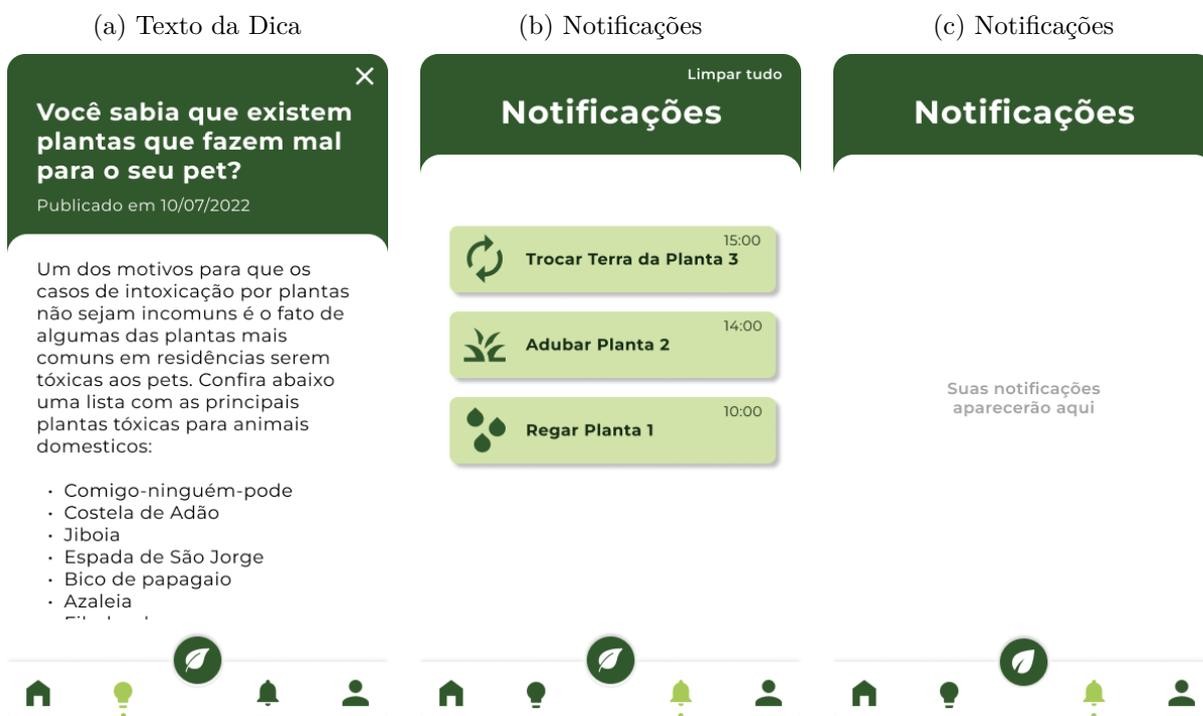 (a) Texto da Dica
Você sabia que existem
plantas que fazem mal
para o seu pet?
Publicado em 10/07/2022
Um dos motivos para que os
casos de intoxicação por plantas
não sejam incomuns é o fato de
algumas das plantas mais
comuns em residências serem
tóxicas aos pets. Confira abaixo
uma lista com as principais
plantas tóxicas para animais
domesticos:
• Comigo-ninguém-pode
• Costela de Adão
• Jiboia
• Espada de São Jorge
• Bico de papagaio
• Azaleia
(b) Notificações
Limpar tudo
Notificações
15:00
Trocar Terra da Planta 3
14:00
Adubar Planta 2
10:00
Regar Planta 1
(c) Notificações
Notificações
Suas notificações
aparecerão aqui